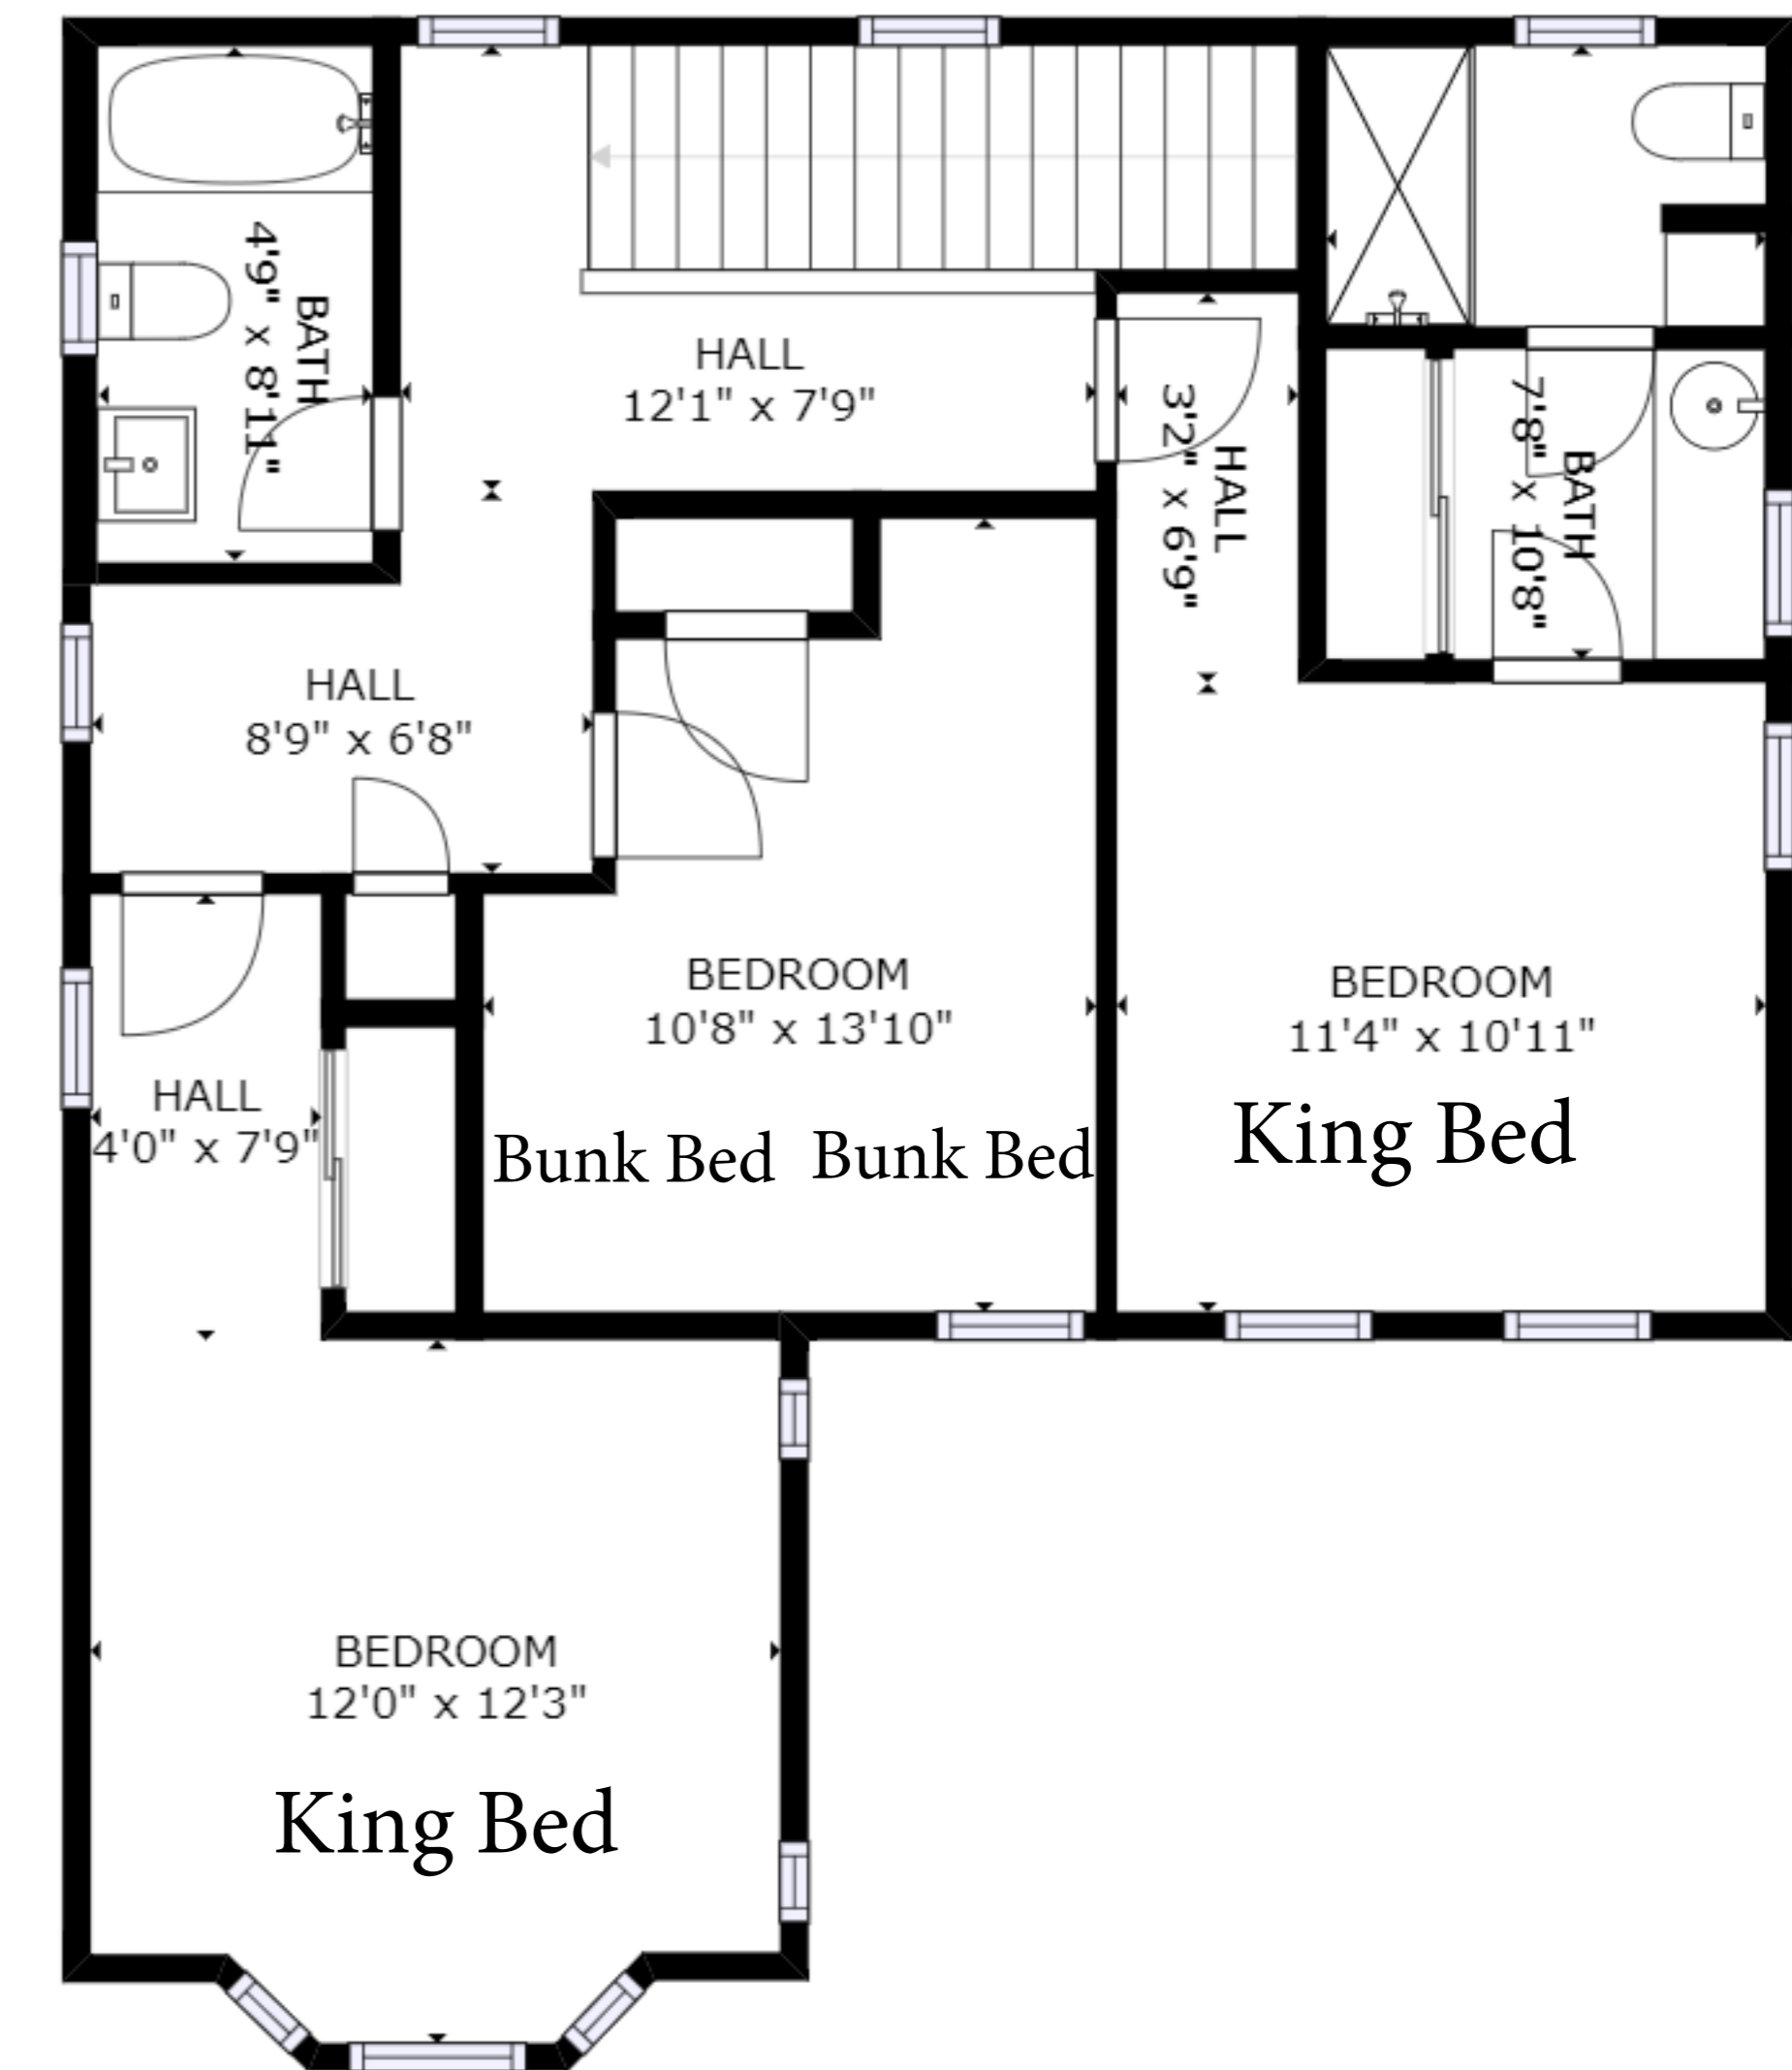 BATH
4'9" x 8'11"
HALL
12'1" x 7'9"
HALL
3'2" x 6'9"
BATH
7'8" x 10'8"
HALL
8'9" x 6'8"
BEDROOM
10'8" x 13'10"
Bunk Bed Bunk Bed
BEDROOM
11'4" x 10'11"
King Bed
HALL
4'0" x 7'9"
BEDROOM
12'0" x 12'3"
King Bed